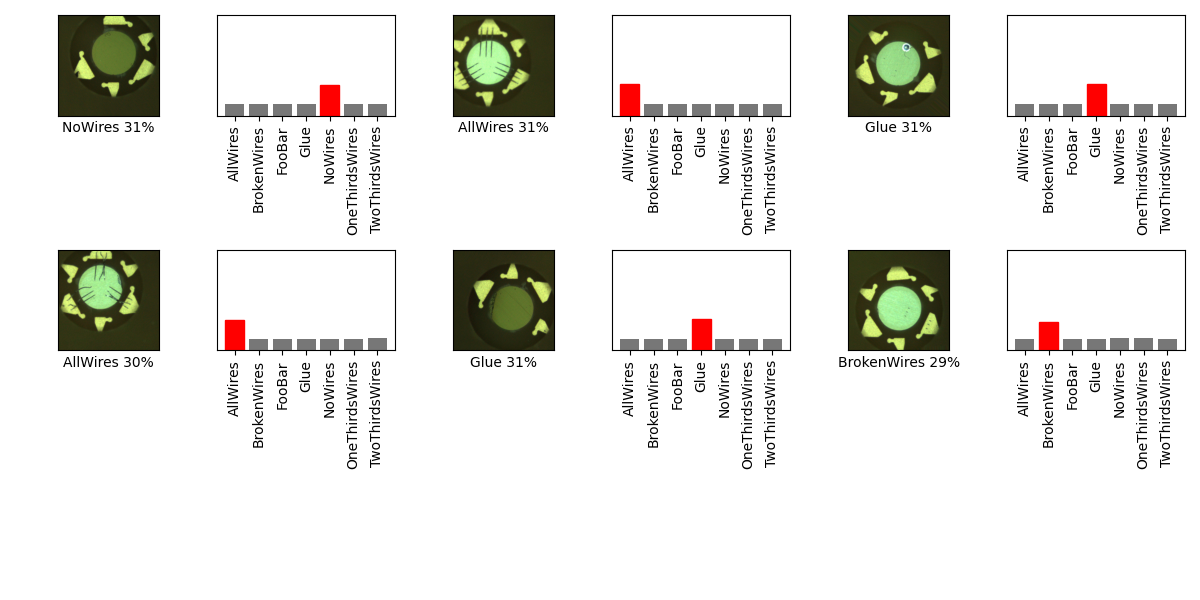 NoWires 31%
AllWires
BrokenWires
FooBar
Glue
NoWires
OneThirdsWires
TwoThirdsWires
AllWires 31%
AllWires
BrokenWires
FooBar
Glue
NoWires
OneThirdsWires
TwoThirdsWires
Glue 31%
AllWires
BrokenWires
FooBar
Glue
NoWires
OneThirdsWires
TwoThirdsWires
AllWires 30%
AllWires
BrokenWires
FooBar
Glue
NoWires
OneThirdsWires
TwoThirdsWires
Glue 31%
AllWires
BrokenWires
FooBar
Glue
NoWires
OneThirdsWires
TwoThirdsWires
BrokenWires 29%
AllWires
BrokenWires
FooBar
Glue
NoWires
OneThirdsWires
TwoThirdsWires